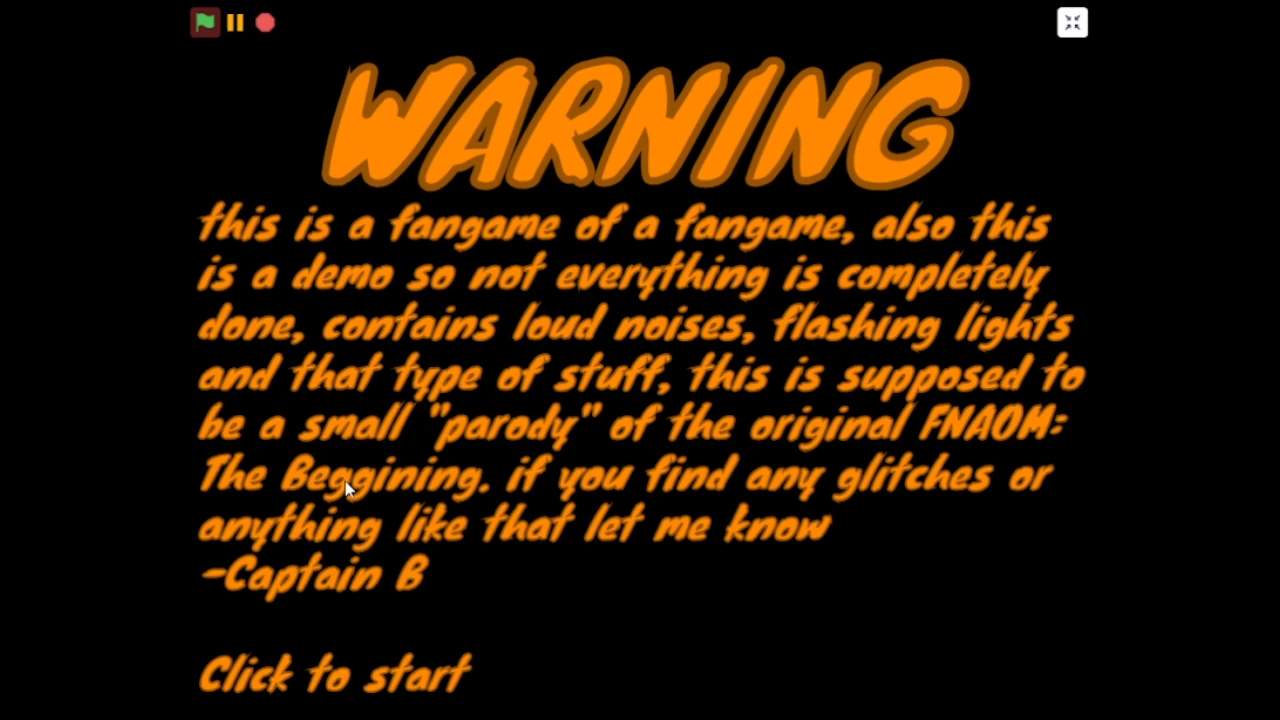 WARNING
this is a fangame of a fangame, also this
is a demo so not everything is completely
done, contains loud noises, flashing lights
and that type of stuff, this is supposed to
be a small "parody" of the original FNAOM:
The Beggining. if you find any glitches or
anything like that let me know
-Captain B
Click to start